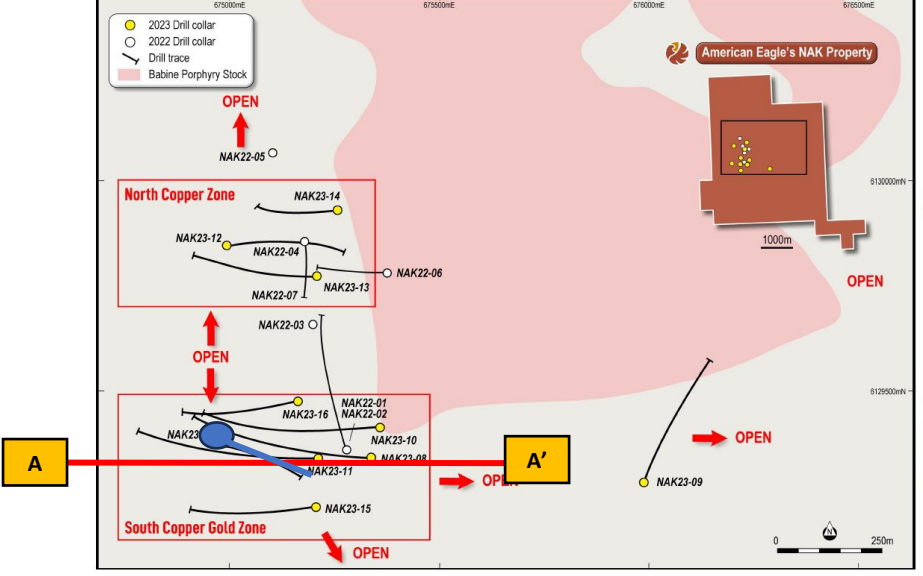 675000mE
675500mE
676000mE
676500mE
2023 Drill collar
2022 Drill collar
Drill trace
Babine Porphyry Stock
American Eagle's NAK Property
OPEN
NAK22-05
6130000mN
North Copper Zone
NAK23-14
NAK23-12
NAK22-04
NAK22-06
1000m
NAK23-13
NAK22-07
OPEN
NAK22-03
OPEN
6129500mN
NAK22-01
NAK22-02
NAK23-16
NAK23
NAK23-10
OPEN
A
NAK23-08
A'
NAK23-11
OPEN
NAK23-09
NAK23-15
South Copper Gold Zone
N
OPEN
0
250m